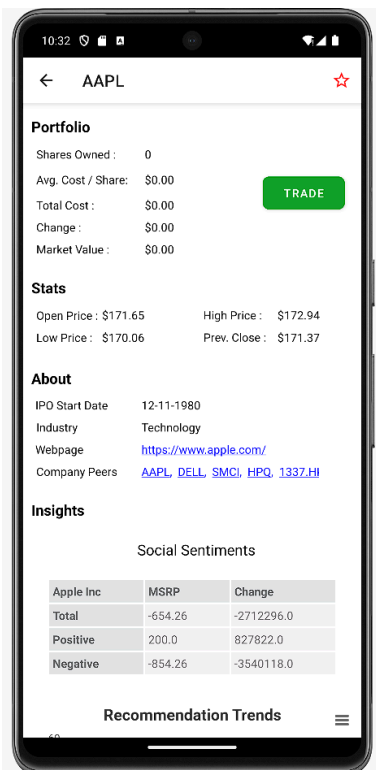 10:32
AAPL
Portfolio
Shares Owned : 0
Avg. Cost / Share: $0.00
TRADE
Total Cost : $0.00
Change : $0.00
Market Value : $0.00
Stats
Open Price : $171.65 High Price : $172.94
Low Price : $170.06 Prev. Close : $171.37
About
IPO Start Date 12-11-1980
Industry Technology
Webpage https://www.apple.com/
Company Peers AAPL, DELL, SMCI, HPQ, 1337.H
Insights
Social Sentiments
Apple Inc MSRP Change
Total -654.26 -2712296.0
Positive 200.0 827822.0
Negative -854.26 -3540118.0
Recommendation Trends